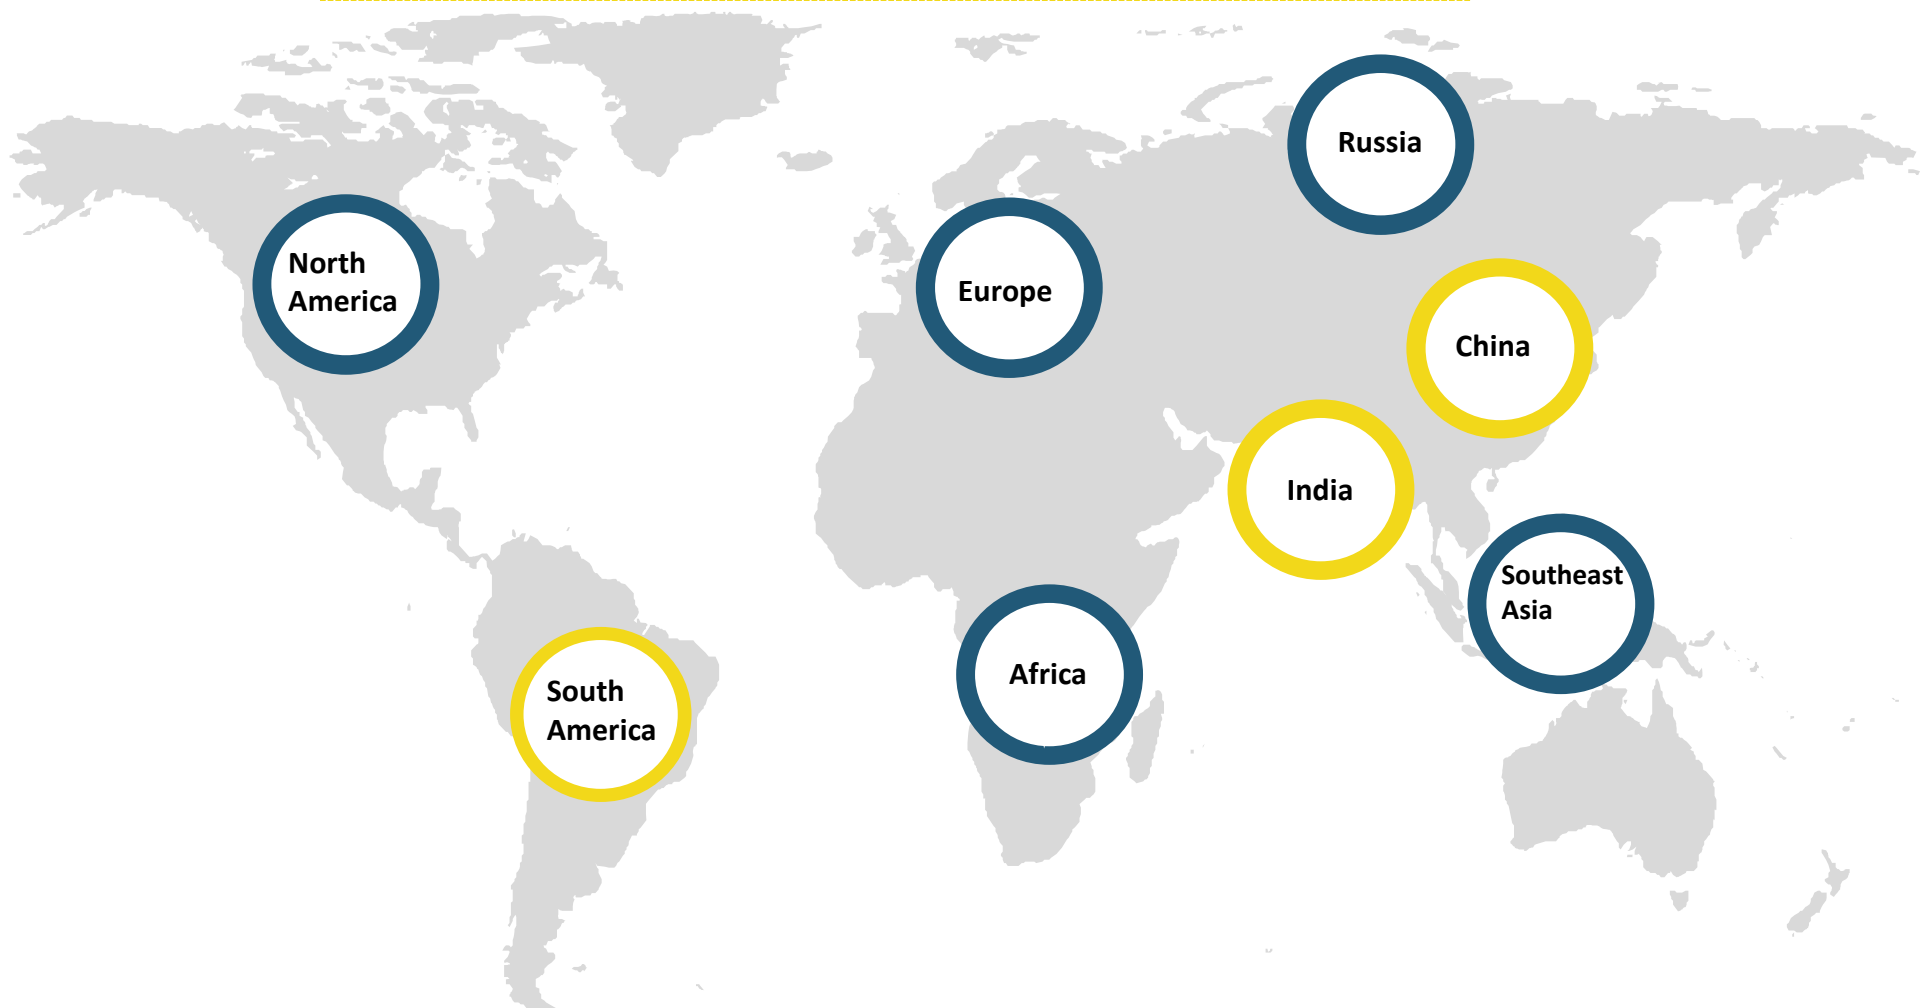 Russia
North
America
Europe
China
India
Southeast
Asia
Africa
South
America